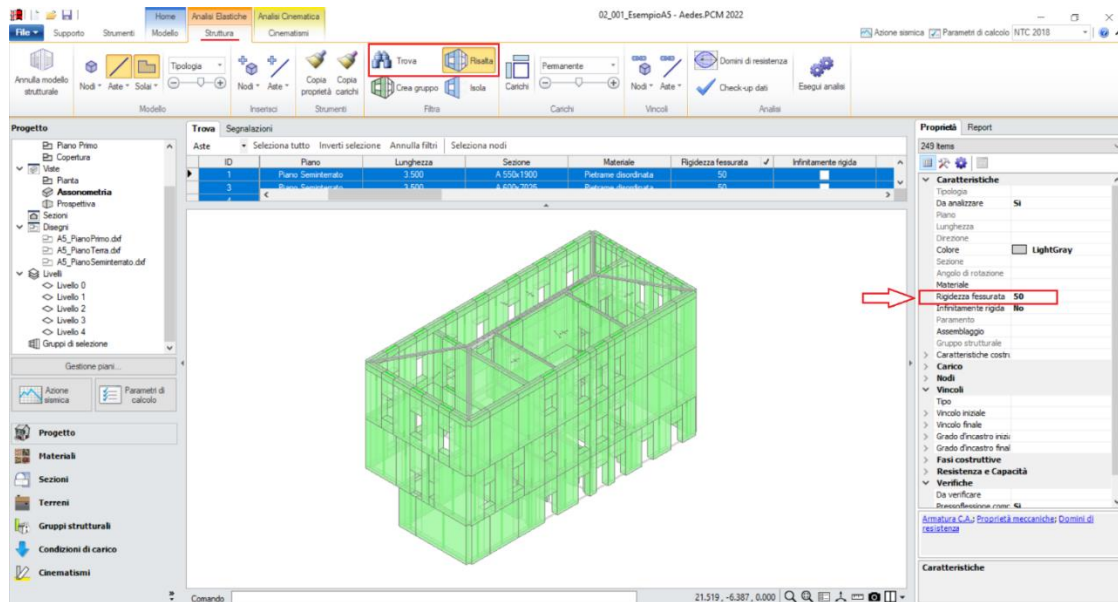 02_001_EsempioA5 - Aedes.PCM 2022
Home Analisi Elastiche Analisi Cinematica
File Supporto Strumenti Modello Struttura Cinematismi
Azione sismica Parametri di calcolo NTC 2018
Annulla modello strutturale
Nodi Aste Solai
Tipologia
Nodi Aste
Copia proprietà
Copia carichi
Trova Risalta
Crea gruppo Isola
Carichi
Permanente
Nodi Aste
Domini di resistenza
Check-up dati
Esegui analisi
Modello Inserisci Strumenti Filtra Carichi Vincoli Analisi
Progetto
Piano Primo
Copertura
Viste
Pianta
Assonometria
Prospettiva
Sezioni
Disegni
A5_PianoPrimo.dxf
A5_PianoTerra.dxf
A5_PianoSeminterrato.dxf
Livelli
Livello 0
Livello 1
Livello 2
Livello 3
Livello 4
Gruppi di selezione
Gestione piani...
Azione sismica
Parametri di calcolo
Progetto
Materiali
Sezioni
Terreni
Gruppi strutturali
Condizioni di carico
Cinematismi
Trova Segnalazioni
Aste Seleziona tutto Inverti selezione Annulla filtri Seleziona nodi
ID Piano Lunghezza Sezione Materiale Rigidezza fessurata Infinitamente rigida
1 Piano Seminterrato 3.500 A 550x1900 Pietrame disordinata 50
3 Piano Seminterrato 3.500 A 600x7035 Pietrame disordinata 50
Comando
21.519 , -6.387 , 0.000
Proprietà Report
249 items
Caratteristiche
Tipologia
Da analizzare Sì
Piano
Lunghezza
Direzione
Colore LightGray
Sezione
Angolo di rotazione
Materiale
Rigidezza fessurata 50
Infinitamente rigida No
Paramento
Assemblaggio
Gruppo strutturale
Caratteristiche costru
Carico
Nodi
Vincoli
Tipo
Vincolo iniziale
Vincolo finale
Grado d'incastro inizia
Grado d'incastro final
Fasi costruttive
Resistenza e Capacità
Verifiche
Da verificare
Pressoflessione comp. Sì
Armatura C.A.; Proprietà meccaniche; Domini di
resistenza
Caratteristiche